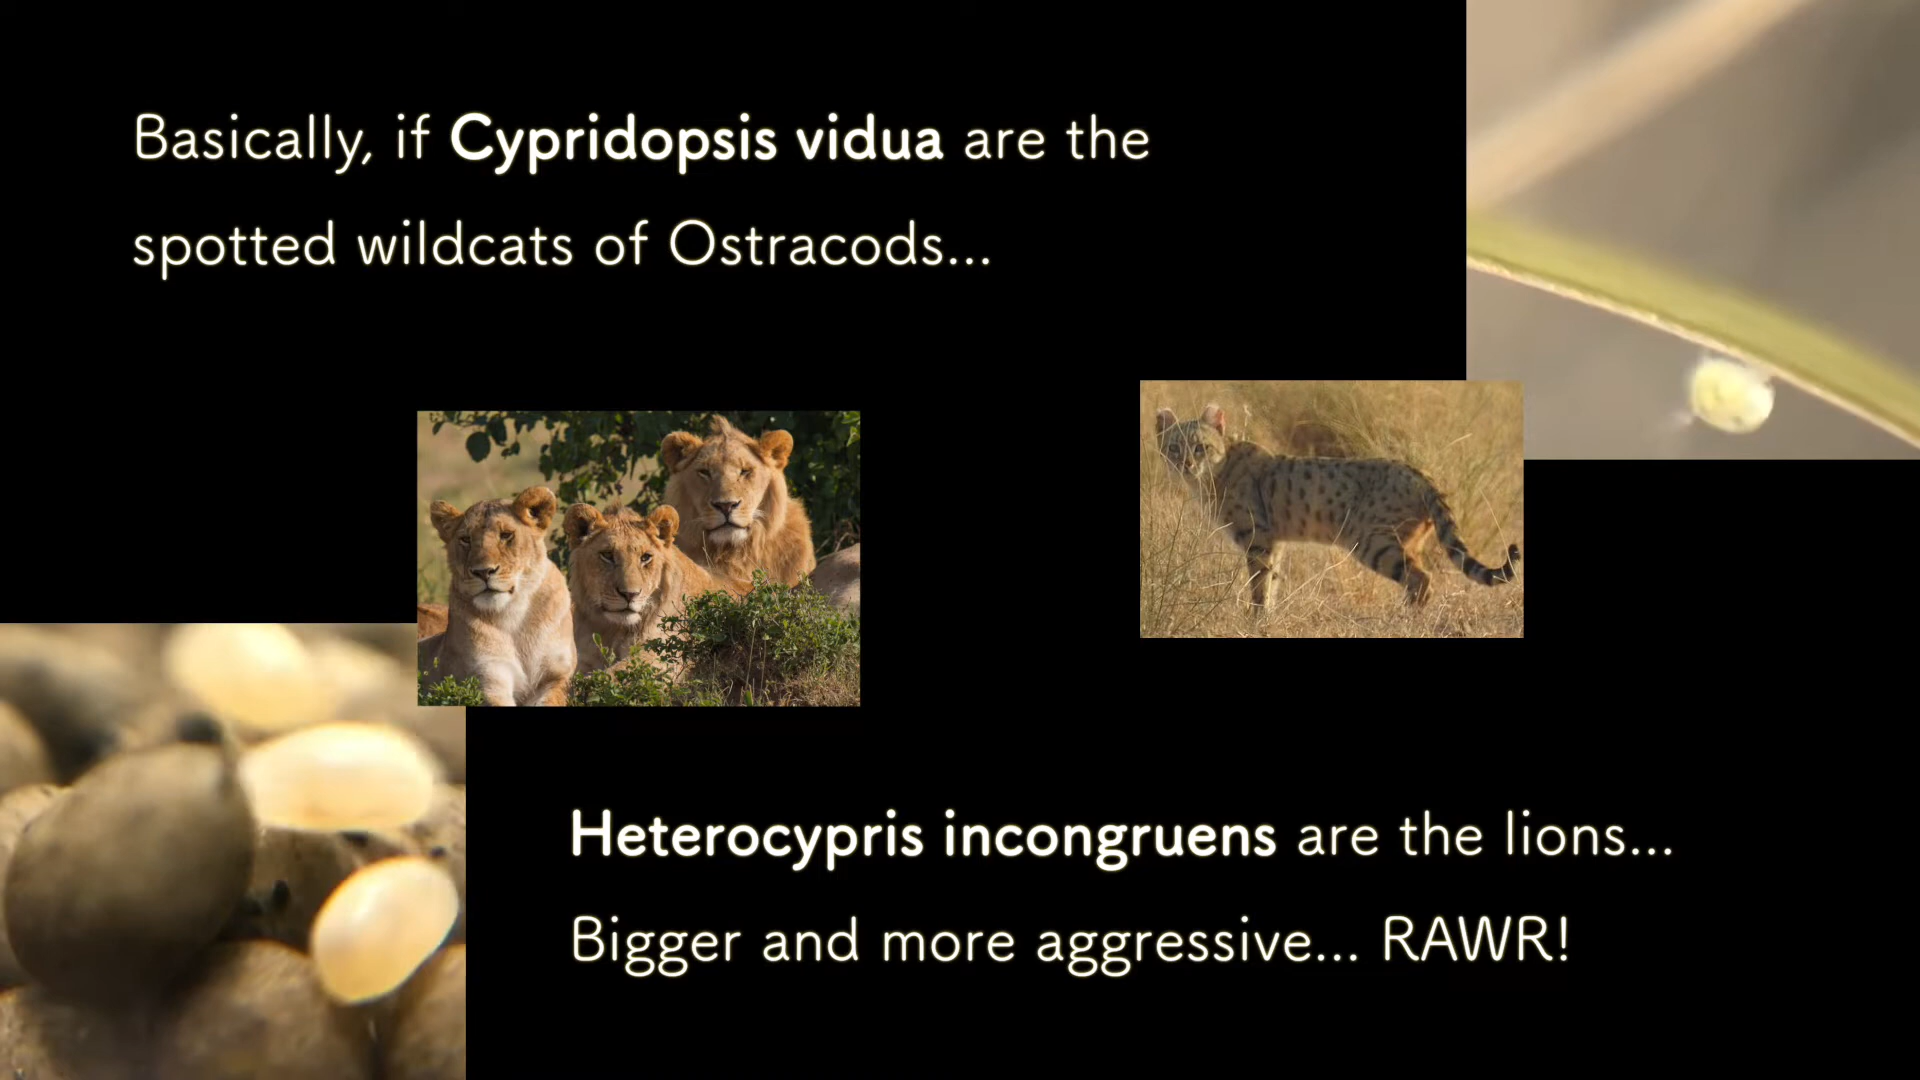 Basically, if Cypridopsis vidua are the
spotted wildcats of Ostracods...
Heterocypris incongruens are the lions...
Bigger and more aggressive... RAWR!